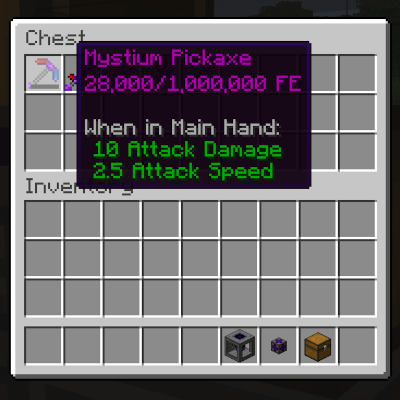 Chest
Mystium Pickaxe
28,000/1,000,000 FE
When in Main Hand:
10 Attack Damage
2.5 Attack Speed
Inventory